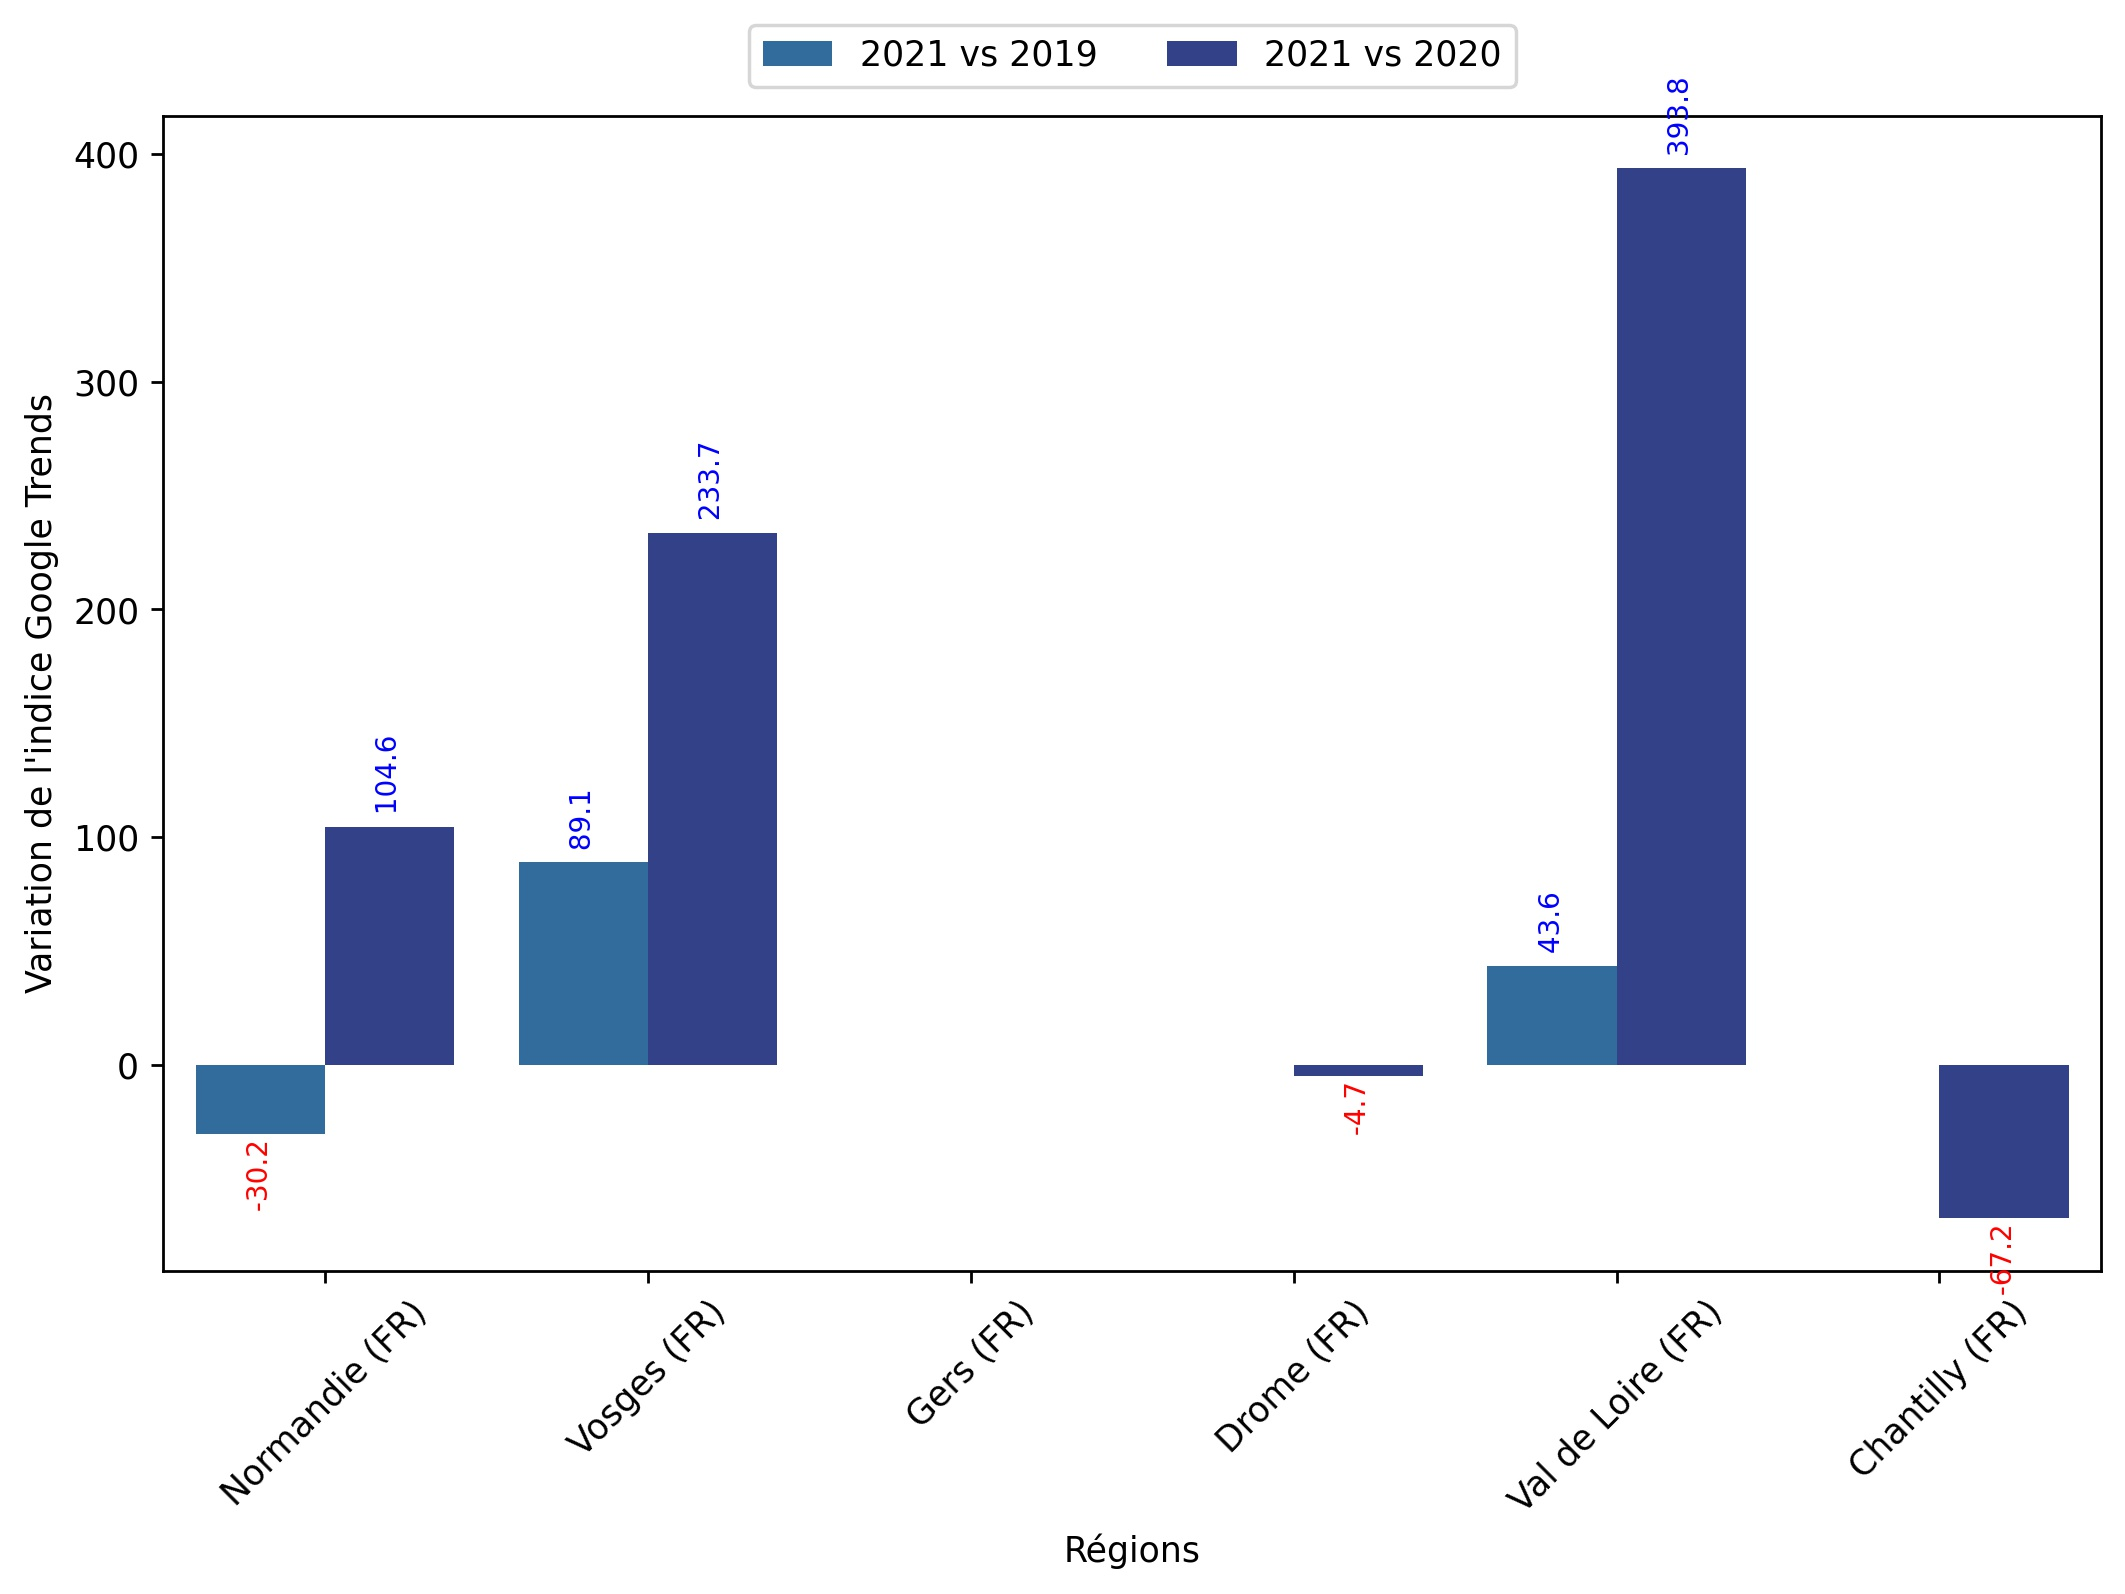 2021 vs 2019
2021 vs 2020
Variation de l'indice Google Trends
400
300
200
100
0
-30.2
104.6
89.1
233.7
-4.7
43.6
393.8
-67.2
Normandie (FR)
Vosges (FR)
Gers (FR)
Drome (FR)
Val de Loire (FR)
Chantilly (FR)
Régions